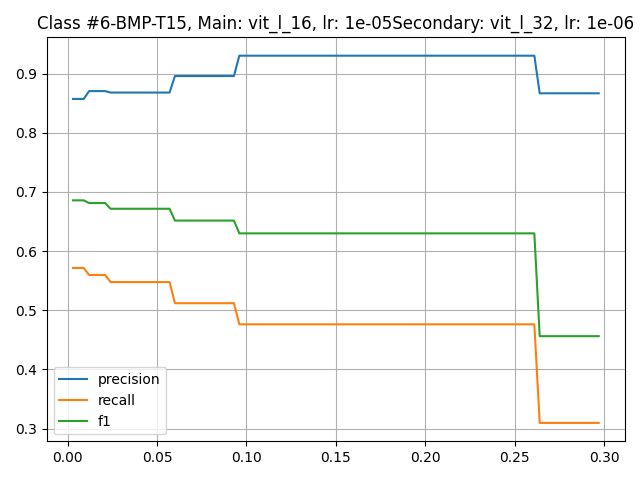 Class #6-BMP-T15, Main: vit_l_16, lr: 1e-05Secondary: vit_l_32, lr: 1e-06
0.9
0.8
0.7
0.6
0.5
0.4
0.3
precision
recall
f1
0.00 0.05 0.10 0.15 0.20 0.25 0.30